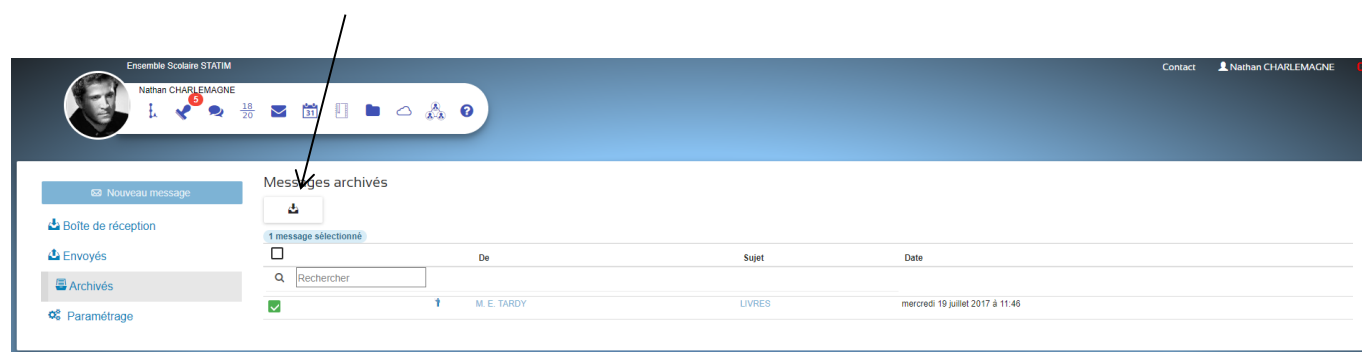 Ensemble Scolaire STATIM
Contact Nathan CHARLEMAGNE
Nathan CHARLEMAGNE
5
18
20
31
?
Nouveau message
Boîte de réception
Envoyés
Archivés
Paramétrage
Messages archivés
1 message sélectionné
De Sujet Date
Rechercher
M. E. TARDY LIVRES mercredi 19 juillet 2017 à 11:46